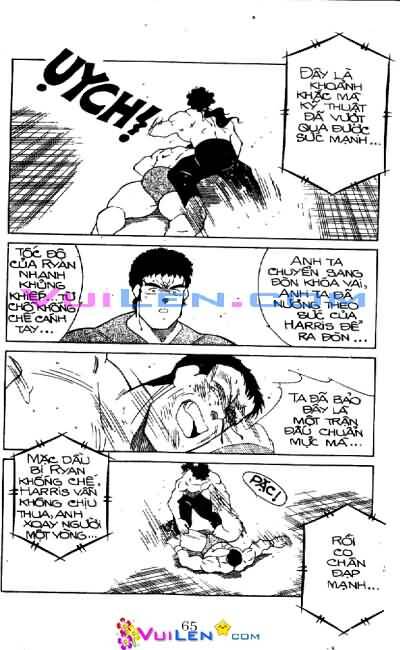 ỤYCH!
ĐÂY LÀ
KHOẢNH
KHẮC MÀ
KỸ THUẬT
ĐÃ VƯỢT
QUA ĐƯỢC
SỨC MẠNH...
TỐC ĐỘ
CỦA RYAN
NHANH
KHỦNG
KHIẾP... TỪ
CHỖ KHỐNG
CHẾ CÁNH
TAY...
ANH TA
CHUYỂN SANG
ĐÒN KHÓA VAI,
ANH TA ĐÃ
NƯƠNG THEO
SỨC CỦA
HARRIS ĐỂ
RA ĐÒN...
VUILEN.COM
TA ĐÃ BẢO
ĐÂY LÀ
MỘT TRẬN
ĐẤU CHUẨN
MỰC MÀ...
MẶC DẦU
BỊ RYAN
KHỐNG CHẾ,
HARRIS VẪN
KHÔNG CHỊU
THUA, ANH
XOAY NGƯỜI
MỘT VÒNG...
PẶC!
RỒI
CO
CHÂN
ĐẠP
MẠNH...
65
VUILEN.COM